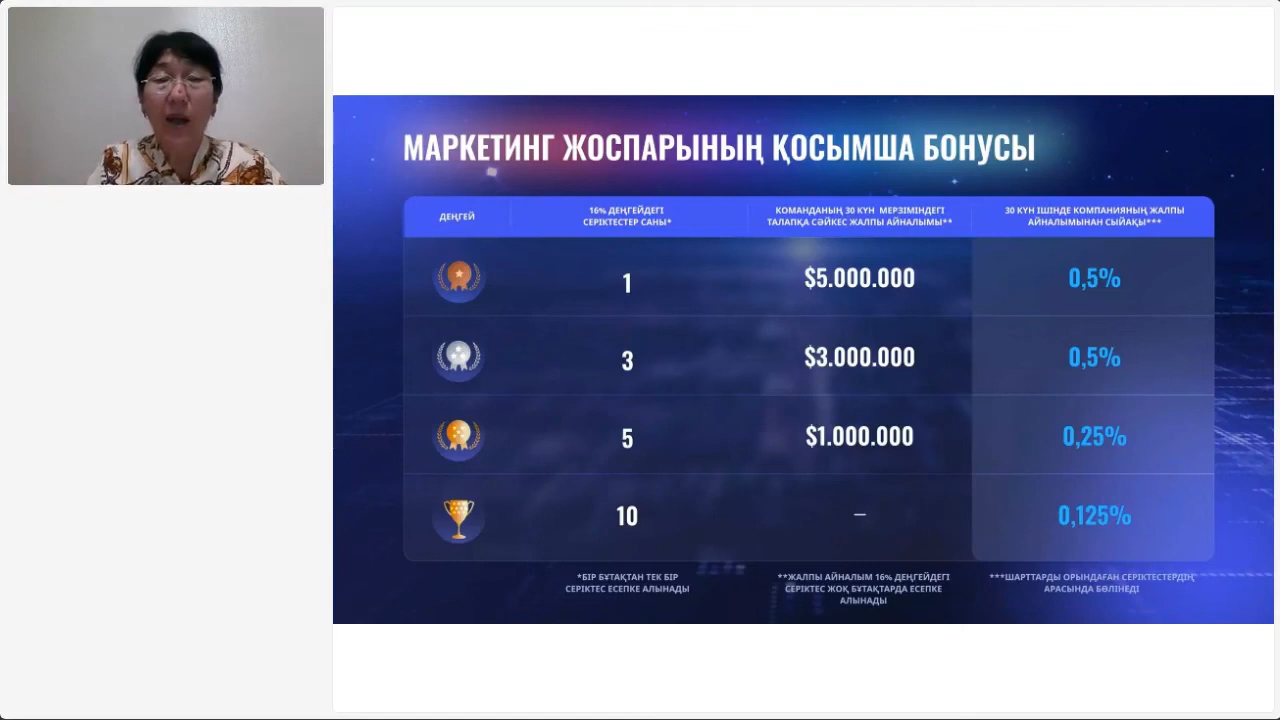 МАРКЕТИНГ ЖОСПАРЫНЫҢ ҚОСЫМША БОНУСЫ
ДЕҢГЕЙ
16% ДЕҢГЕЙДЕГІ
СЕРІКТЕСТЕР САНЫ*
КОМАНДАНЫҢ 30 КҮН МЕРЗІМІНДЕГІ
ТАЛАПҚА СӘЙКЕС ЖАЛПЫ АЙНАЛЫМЫ**
30 КҮН ІШІНДЕ КОМПАНИЯНЫҢ ЖАЛПЫ
АЙНАЛЫМЫНАН СЫЙАҚЫ***
1
$5.000.000
0,5%
3
$3.000.000
0,5%
5
$1.000.000
0,25%
10
–
0,125%
*БІР БҰТАҚТАН ТЕК БІР
СЕРІКТЕС ЕСЕПКЕ АЛЫНАДЫ
**ЖАЛПЫ АЙНАЛЫМ 16% ДЕҢГЕЙДЕГІ
СЕРІКТЕС ЖОҚ БҰТАҚТАРДА ЕСЕПКЕ
АЛЫНАДЫ
***ШАРТТАРДЫ ОРЫНДАҒАН СЕРІКТЕСТЕРДІҢ
АРАСЫНДА БӨЛІНЕДІ